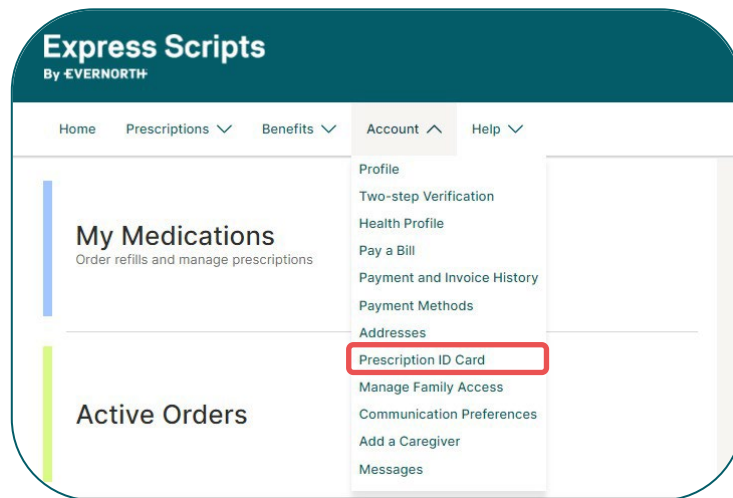 Express Scripts
By EVERNORTH
Home Prescriptions Benefits Account Help
My Medications
Order refills and manage prescriptions
Active Orders
Profile
Two-step Verification
Health Profile
Pay a Bill
Payment and Invoice History
Payment Methods
Addresses
Prescription ID Card
Manage Family Access
Communication Preferences
Add a Caregiver
Messages